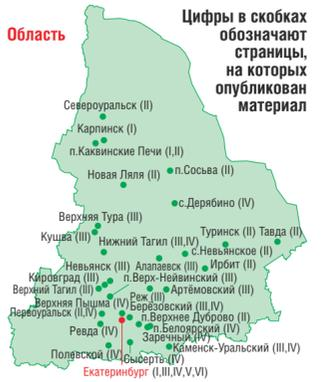 Область
Цифры в скобках
обозначают
страницы,
на которых
опубликован
материал
Североуральск (II)
Карпинск (I)
п.Каквинские Печи (I,II)
п.Сосьва (II)
Новая Ляля (II)
с.Дерябино (IV)
Верхняя Тура (III)
Кушва (III)
Туринск (II)
Тавда (II)
Нижний Тагил (III,IV)
с.Невьянское (II)
Невьянск (III)
Алапаевск (III)
Ирбит (II)
Кировград (III)
п.Верх-Нейвинский (III)
Верхний Тагил (III)
Артёмовский (III)
Верхняя Пышма (IV)
Реж (III)
Первоуральск (II,IV)
Березовский (III,IV)
п.Верхнее Дуброво (II)
Ревда (IV)
п.Белоярский (IV)
Заречный (IV)
Полевской (IV)
Каменск-Уральский (III,IV)
Сысерть (IV)
Екатеринбург (I,III,IV,V,VI)